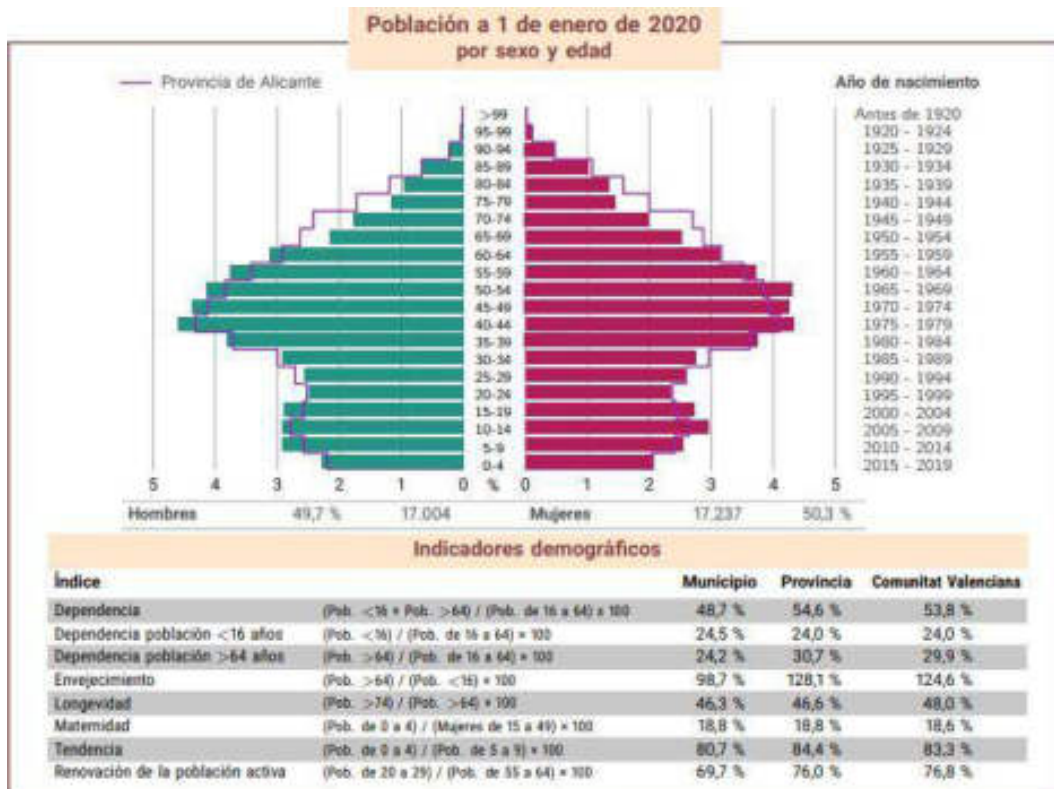 Población a 1 de enero de 2020
por sexo y edad
Provincia de Alicante
Año de nacimiento
>99 Antes de 1920
95-99 1920 - 1924
90-94 1925 - 1929
85-89 1930 - 1934
80-84 1935 - 1939
75-79 1940 - 1944
70-74 1945 - 1949
65-69 1950 - 1954
60-64 1955 - 1959
55-59 1960 - 1964
50-54 1965 - 1969
45-49 1970 - 1974
40-44 1975 - 1979
35-39 1980 - 1984
30-34 1985 - 1989
25-29 1990 - 1994
20-24 1995 - 1999
15-19 2000 - 2004
10-14 2005 - 2009
5-9 2010 - 2014
0-4 2015 - 2019
5 4 3 2 1 0 % 0 1 2 3 4 5
Hombres 49,7 % 17.004 Mujeres 17.237 50,3 %
Indicadores demográficos
Índice Municipio Provincia Comunitat Valenciana
Dependencia (Pob. <16 + Pob. >64) / (Pob. de 16 a 64) x 100 48,7 % 54,6 % 53,8 %
Dependencia población <16 años (Pob. <16) / (Pob. de 16 a 64) × 100 24,5 % 24,0 % 24,0 %
Dependencia población >64 años (Pob. >64) / (Pob. de 16 a 64) × 100 24,2 % 30,7 % 29,9 %
Envejecimiento (Pob. >64) / (Pob. <16) × 100 98,7 % 128,1 % 124,6 %
Longevidad (Pob. >74) / (Pob. >64) × 100 46,3 % 46,6 % 48,0 %
Maternidad (Pob. de 0 a 4) / (Mujeres de 15 a 49) × 100 18,8 % 18,8 % 18,6 %
Tendencia (Pob. de 0 a 4) / (Pob. de 5 a 9) × 100 80,7 % 84,4 % 83,3 %
Renovación de la población activa (Pob. de 20 a 29) / (Pob. de 55 a 64) × 100 69,7 % 76,0 % 76,8 %